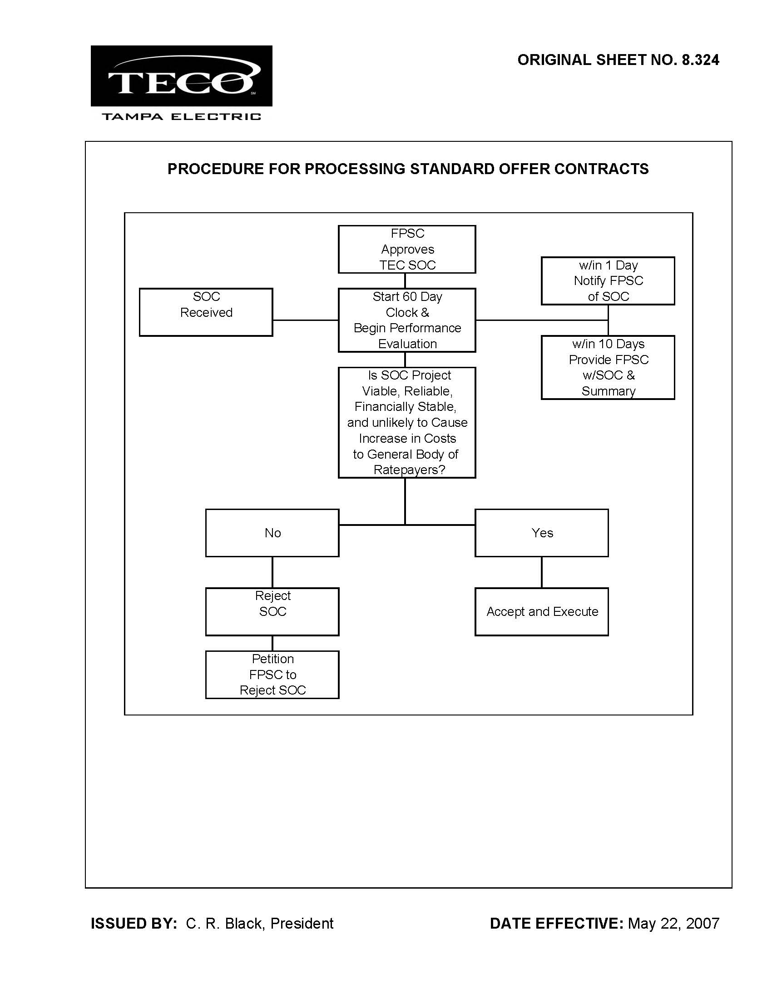 TECO
SM
TAMPA ELECTRIC
ORIGINAL SHEET NO. 8.324
PROCEDURE FOR PROCESSING STANDARD OFFER CONTRACTS
FPSC
Approves
TEC SOC
w/in 1 Day
Notify FPSC
of SOC
SOC
Received
Start 60 Day
Clock &
Begin Performance
Evaluation
w/in 10 Days
Provide FPSC
w/SOC &
Summary
Is SOC Project
Viable, Reliable,
Financially Stable,
and unlikely to Cause
Increase in Costs
to General Body of
Ratepayers?
No
Yes
Reject
SOC
Accept and Execute
Petition
FPSC to
Reject SOC
ISSUED BY: C. R. Black, President
DATE EFFECTIVE: May 22, 2007